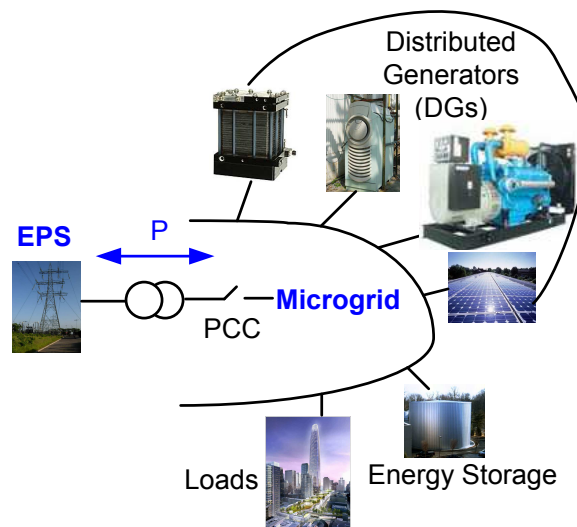 Distributed
Generators
(DGs)
EPS
P
PCC
Microgrid
Loads
Energy Storage